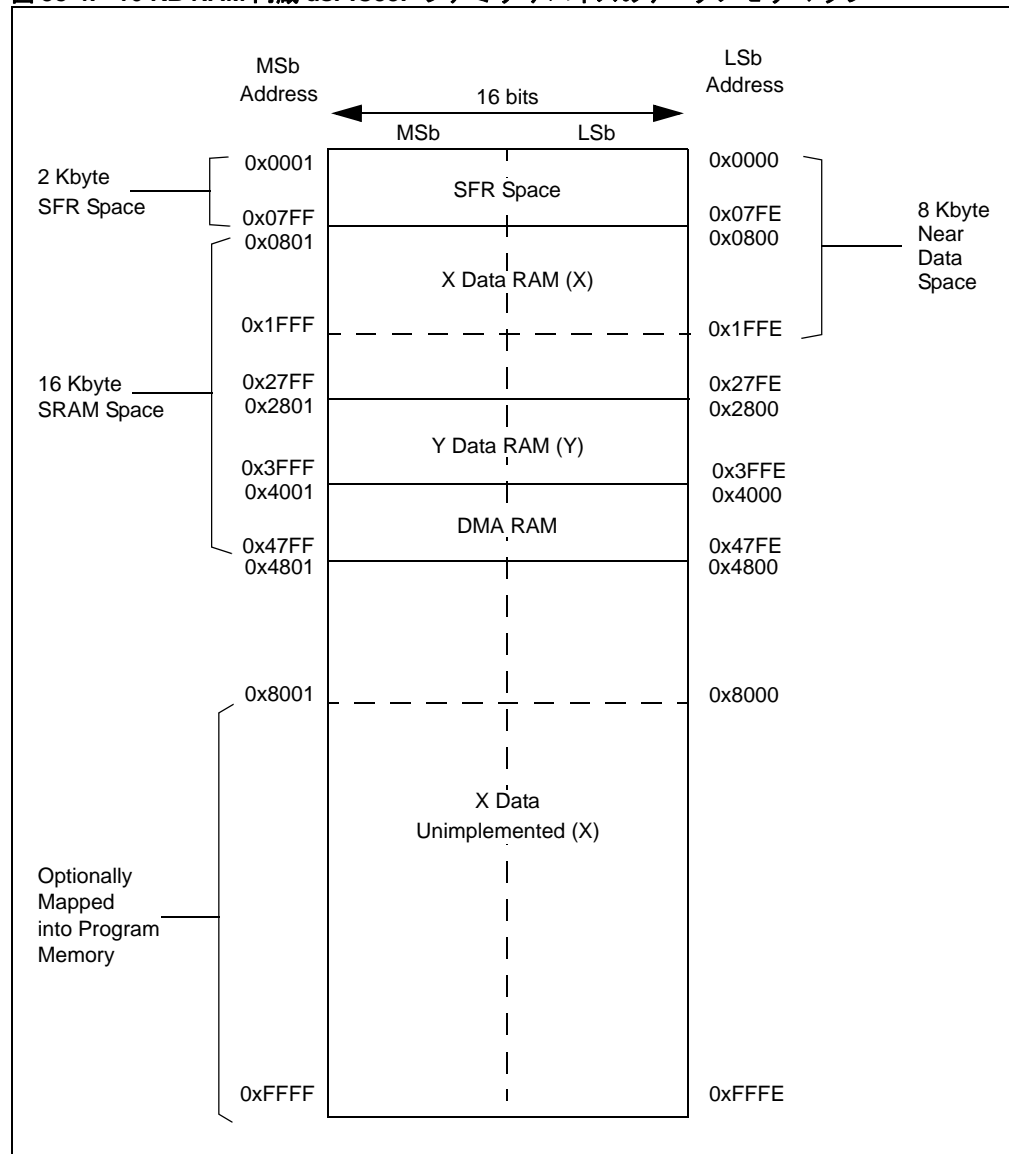 MSb
Address
LSb
Address
16 bits
MSb LSb
2 Kbyte
SFR Space
0x0001
0x0000
SFR Space
0x07FF
0x07FE
0x0801
0x0800
8 Kbyte
Near
Data
Space
X Data RAM (X)
0x1FFF
0x1FFE
16 Kbyte
SRAM Space
0x27FF
0x27FE
0x2801
0x2800
Y Data RAM (Y)
0x3FFF
0x3FFE
0x4001
0x4000
DMA RAM
0x47FF
0x47FE
0x4801
0x4800
0x8001
0x8000
X Data
Unimplemented (X)
Optionally
Mapped
into Program
Memory
0xFFFF
0xFFFE